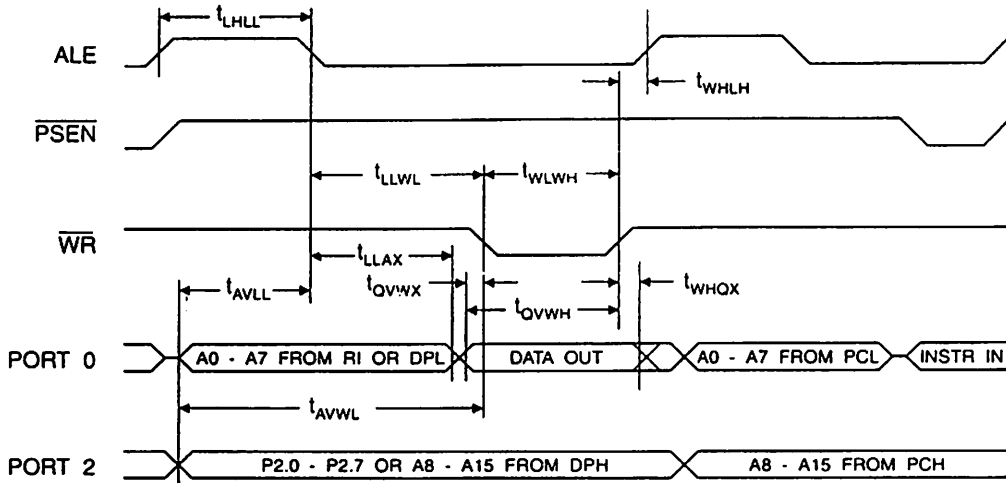 tLHLL
ALE
tWHLH
PSEN
tLLWL
tWLWH
WR
tLLAX
tAVLL
tQVWX
tWHQX
tQVWH
PORT 0
A0 - A7 FROM RI OR DPL
DATA OUT
A0 - A7 FROM PCL
INSTR IN
tAVWL
PORT 2
P2.0 - P2.7 OR A8 - A15 FROM DPH
A8 - A15 FROM PCH